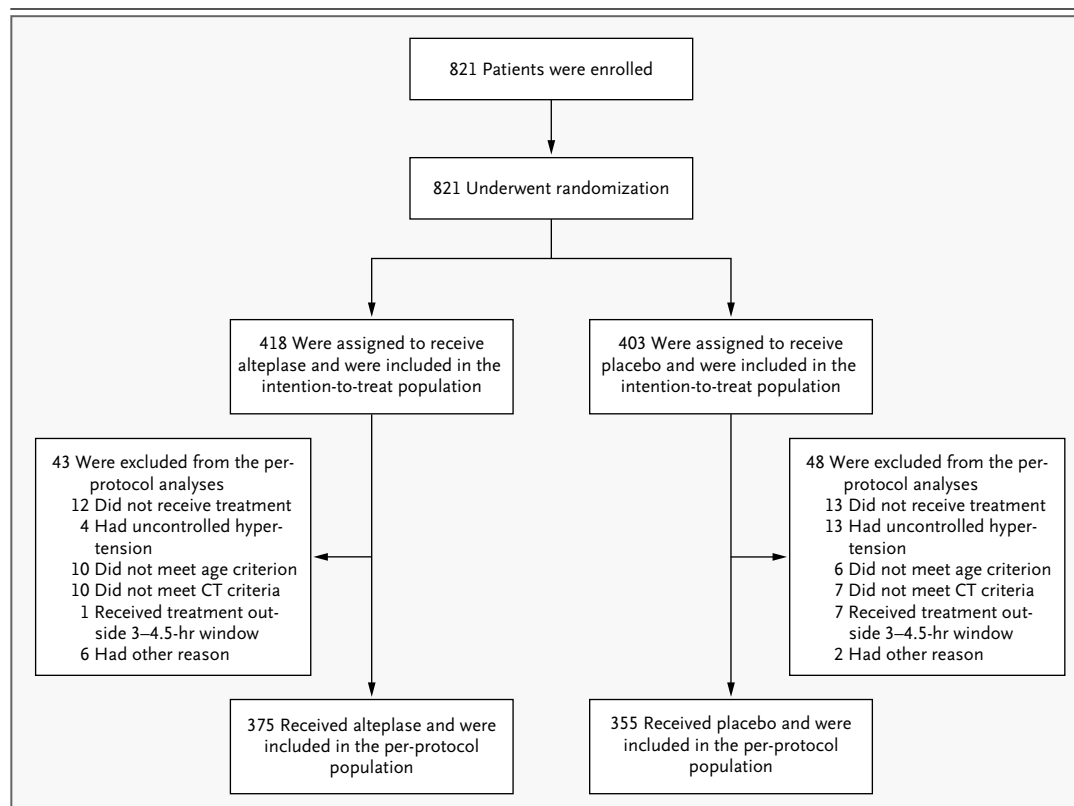 821 Patients were enrolled
821 Underwent randomization
418 Were assigned to receive
alteplase and were included in the
intention-to-treat population
403 Were assigned to receive
placebo and were included in the
intention-to-treat population
43 Were excluded from the per-
protocol analyses
12 Did not receive treatment
4 Had uncontrolled hyper-
tension
10 Did not meet age criterion
10 Did not meet CT criteria
1 Received treatment out-
side 3–4.5-hr window
6 Had other reason
48 Were excluded from the per-
protocol analyses
13 Did not receive treatment
13 Had uncontrolled hyper-
tension
6 Did not meet age criterion
7 Did not meet CT criteria
7 Received treatment out-
side 3–4.5-hr window
2 Had other reason
375 Received alteplase and were
included in the per-protocol
population
355 Received placebo and were
included in the per-protocol
population